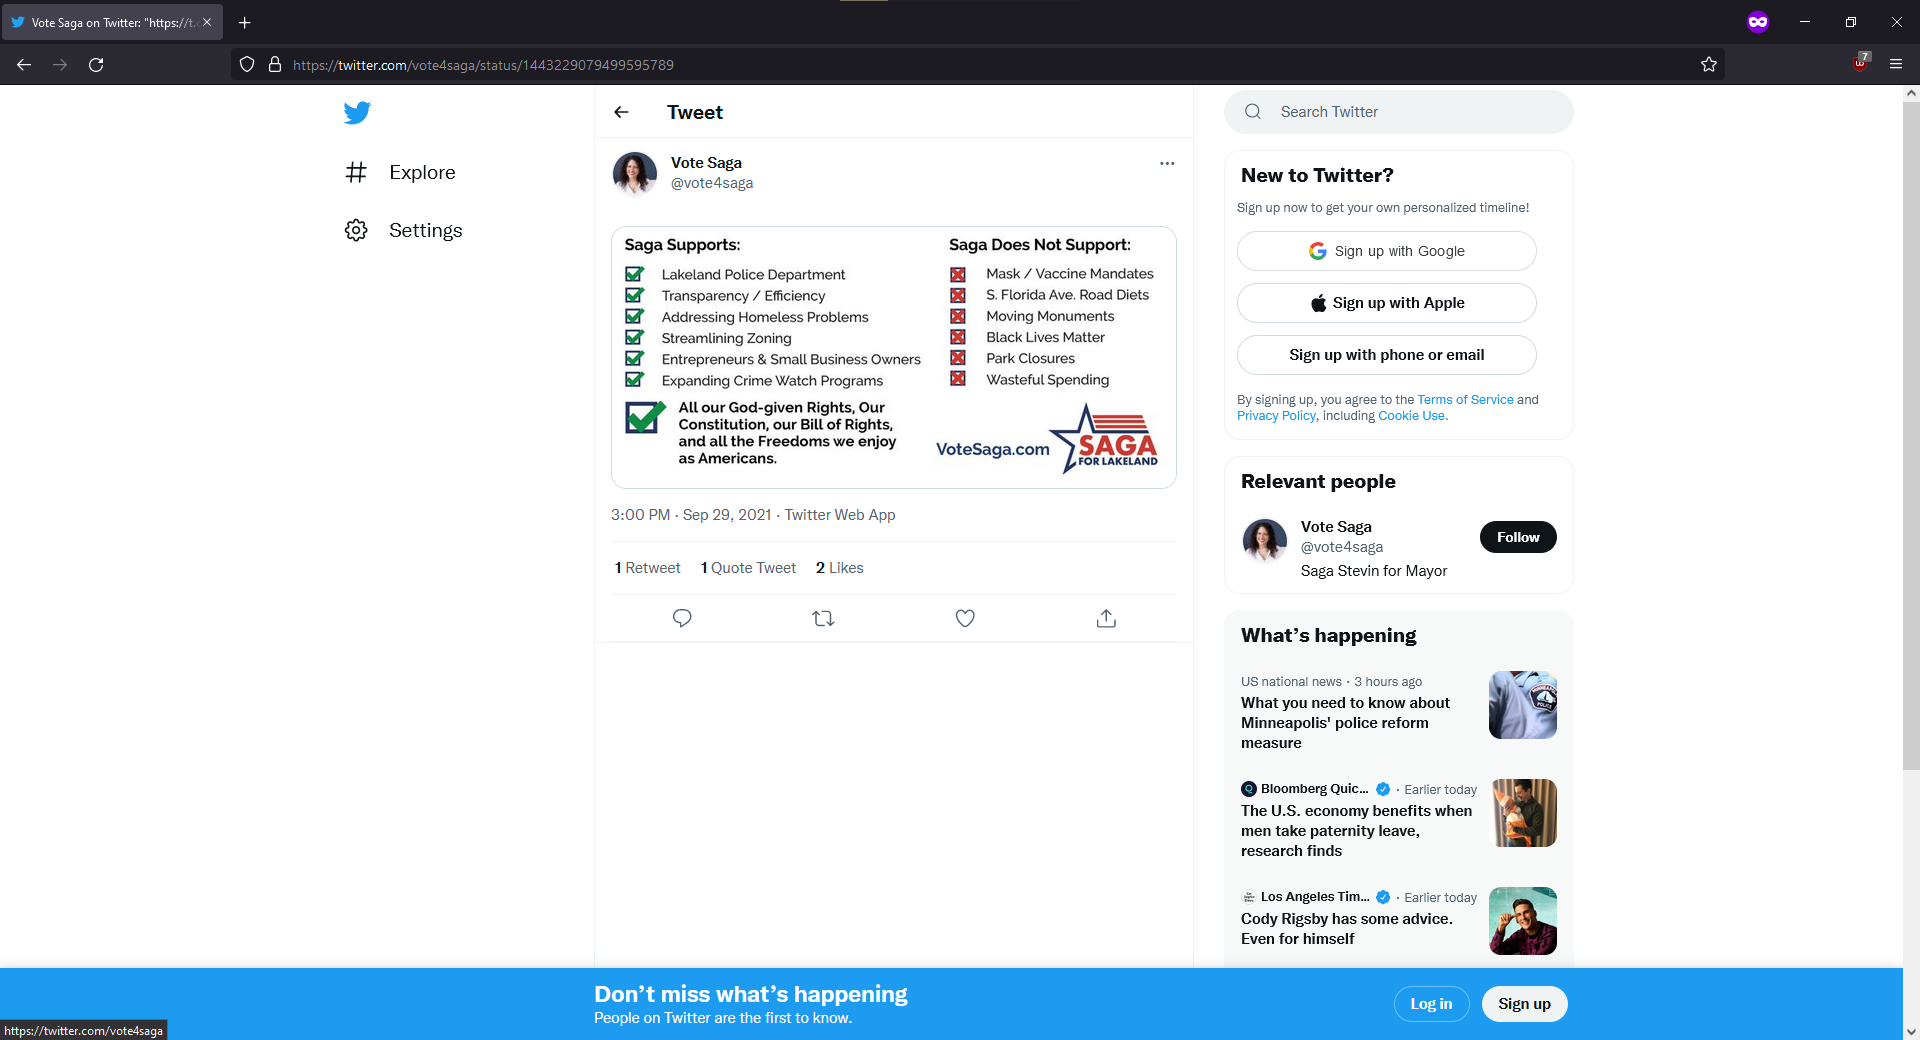 Vote Saga on Twitter: "https://t.
https://twitter.com/vote4saga/status/1443229079499595789
7
Explore
Settings
Tweet
Vote Saga
@vote4saga
Saga Supports:
Lakeland Police Department
Transparency / Efficiency
Addressing Homeless Problems
Streamlining Zoning
Entrepreneurs & Small Business Owners
Expanding Crime Watch Programs
All our God-given Rights, Our
Constitution, our Bill of Rights,
and all the Freedoms we enjoy
as Americans.
Saga Does Not Support:
Mask / Vaccine Mandates
S. Florida Ave. Road Diets
Moving Monuments
Black Lives Matter
Park Closures
Wasteful Spending
VoteSaga.com
SAGA
FOR LAKELAND
3:00 PM · Sep 29, 2021 · Twitter Web App
1 Retweet 1 Quote Tweet 2 Likes
Search Twitter
New to Twitter?
Sign up now to get your own personalized timeline!
Sign up with Google
Sign up with Apple
Sign up with phone or email
By signing up, you agree to the Terms of Service and
Privacy Policy, including Cookie Use.
Relevant people
Vote Saga
@vote4saga
Saga Stevin for Mayor
Follow
What's happening
US national news · 3 hours ago
What you need to know about
Minneapolis' police reform
measure
Bloomberg Quic... · Earlier today
The U.S. economy benefits when
men take paternity leave,
research finds
Los Angeles Tim... · Earlier today
Cody Rigsby has some advice.
Even for himself
Don't miss what's happening
People on Twitter are the first to know.
Log in
Sign up
https://twitter.com/vote4saga